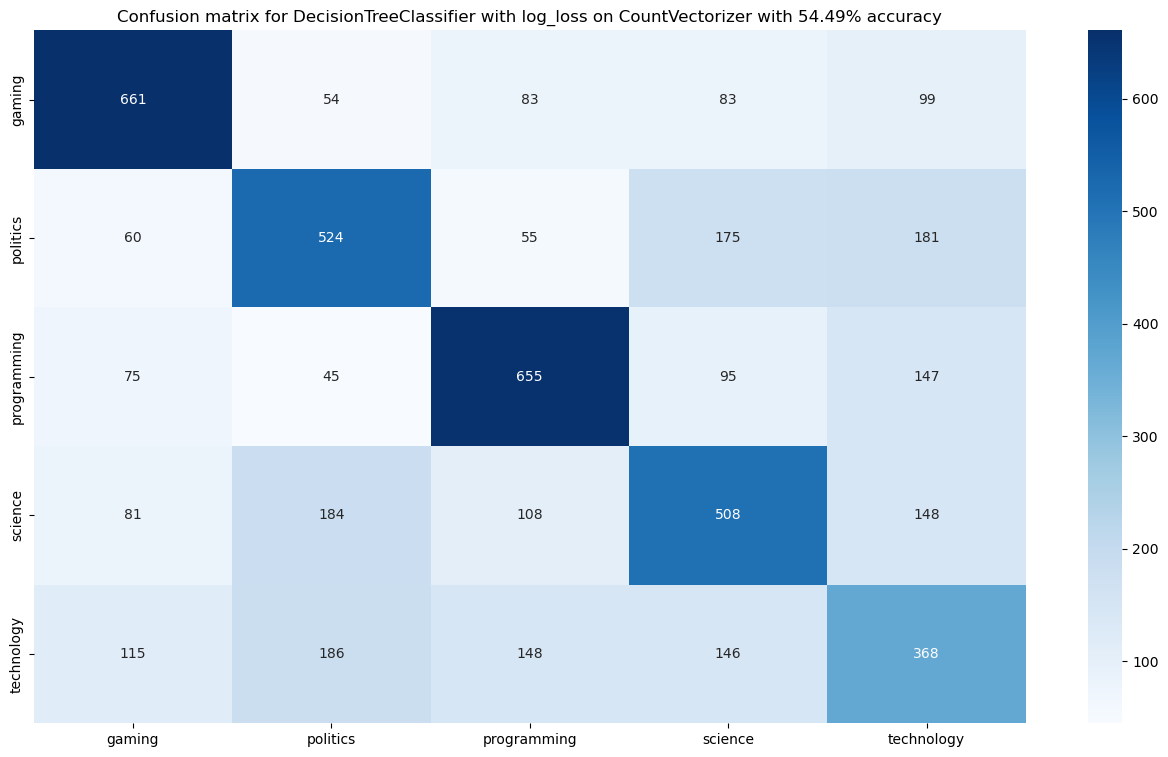 Confusion matrix for DecisionTreeClassifier with log_loss on CountVectorizer with 54.49% accuracy
gaming 661 54 83 83 99
politics 60 524 55 175 181
programming 75 45 655 95 147
science 81 184 108 508 148
technology 115 186 148 146 368
gaming politics programming science technology
600
500
400
300
200
100